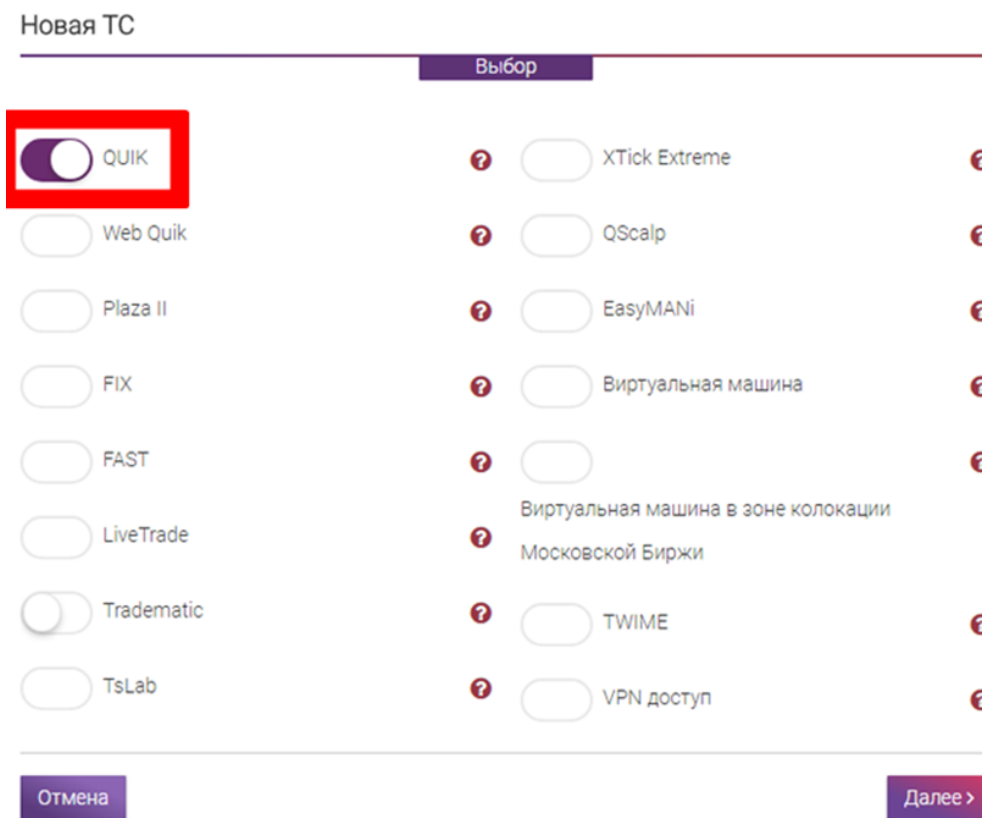 Новая ТС
Выбор
QUIK
Web Quik
Plaza II
FIX
FAST
LiveTrade
Tradematic
TsLab
XTick Extreme
QScalp
EasyMANi
Виртуальная машина
Виртуальная машина в зоне колокации
Московской Биржи
TWIME
VPN доступ
Отмена
Далее >